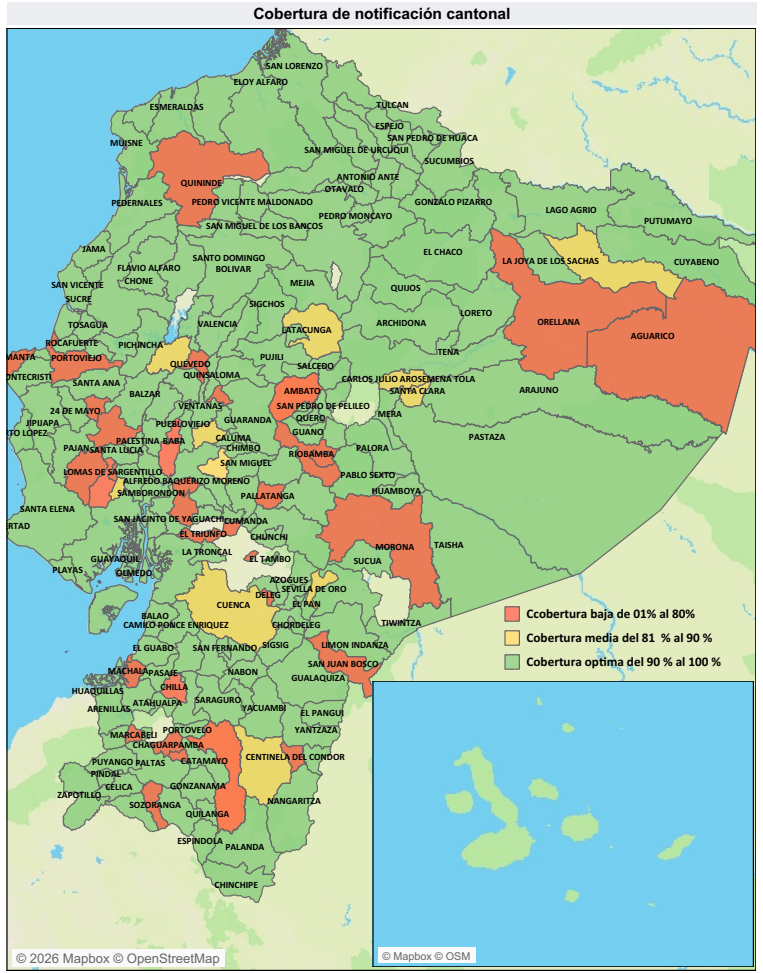 Cobertura de notificación cantonal
SAN LORENZO
ELOY ALFARO
ESMERALDAS
TULCAN
ESPEJO
SAN PEDRO DE HUACA
MUISNE
SAN MIGUEL DE URCUQUI
SUCUMBIOS
ANTONIO ANTE
QUININDE
OTAVALO
PEDERNALES
PEDRO VICENTE MALDONADO
GONZALO PIZARRO
LAGO AGRIO
PEDRO MONCAYO
PUTUMAYO
SAN MIGUEL DE LOS BANCOS
JAMA
EL CHACO
SANTO DOMINGO
LA JOYA DE LOS SACHAS
CUYABENO
FLAVIO ALFARO
BOLIVAR
CHONE
SAN VICENTE
MEJIA
QUIJOS
SUCRE
SIGCHOS
LORETO
TOSAGUA
VALENCIA
ARCHIDONA
ORELLANA
LATACUNGA
AGUARICO
ROCAFUERTE
PICHINCHA
MANTA
PORTOVIEJO
PUJILI
TENA
QUEVEDO
SALCEDO
ONTECRISTI
QUINSALOMA
CARLOS JULIO AROSEMENA TOLA
SANTA ANA
BALZAR
AMBATO
SANTA CLARA
ARAJUNO
24 DE MAYO
VENTANAS
SAN PEDRO DE PELILEO
MERA
JIPIJAPA
PUEBLOVIEJO
GUARANDA
QUERO
TO LÓPEZ
GUANO
PALESTINA
BABA
CALUMA
PASTAZA
PAJAN
SANTA LUCIA
CHIMBO
RIOBAMBA
PALORA
LOMAS DE SARGENTILLO
SAN MIGUEL
PABLO SEXTO
ALFREDO BAQUERIZO MORENO
SAMBORONDON
PALLATANGA
HUAMBOYA
SANTA ELENA
SAN JACINTO DE YAGUACHI
CUMANDA
ERTAD
EL TRIUNFO
CHUNCHI
MORONA
TAISHA
LA TRONCAL
GUAYAQUIL
EL TAMBO
SUCUA
PLAYAS
OLMEDO
AZOGUES
SEVILLA DE ORO
DELEG
CUENCA
EL PAN
BALAO
CAMILO PONCE ENRIQUEZ
CHORDELEG
TIWINTZA
Ccobertura baja de 01% al 80%
Cobertura media del 81 % al 90 %
Cobertura optima del 90 % al 100 %
EL GUABO
SAN FERNANDO
SIGSIG
LIMON INDANZA
SAN JUAN BOSCO
MACHALA
PASAJE
NABON
GUALAQUIZA
HUAQUILLAS
CHILLA
ARENILLAS
ATAHUALPA
SARAGURO
YACUAMBI
EL PANGUI
MARCABELI
PORTOVELO
YANTZAZA
CHAGUARPAMBA
PUYANGO
PALTAS
CATAMAYO
CENTINELA DEL CONDOR
PINDAL
CELICA
GONZANAMA
ZAPOTILLO
SOZORANGA
NANGARITZA
QUILANGA
ESPINDOLA
PALANDA
CHINCHIPE
© 2026 Mapbox © OpenStreetMap
© Mapbox © OSM